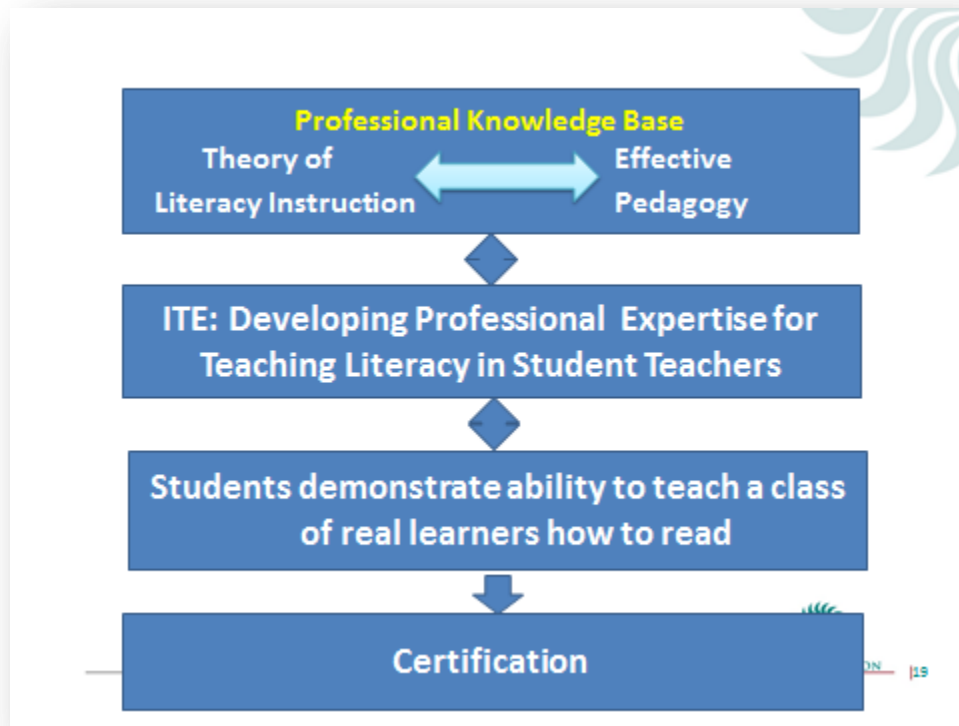 Professional Knowledge Base
Theory of
Literacy Instruction
Effective
Pedagogy
ITE: Developing Professional Expertise for
Teaching Literacy in Student Teachers
Students demonstrate ability to teach a class
of real learners how to read
Certification
|19